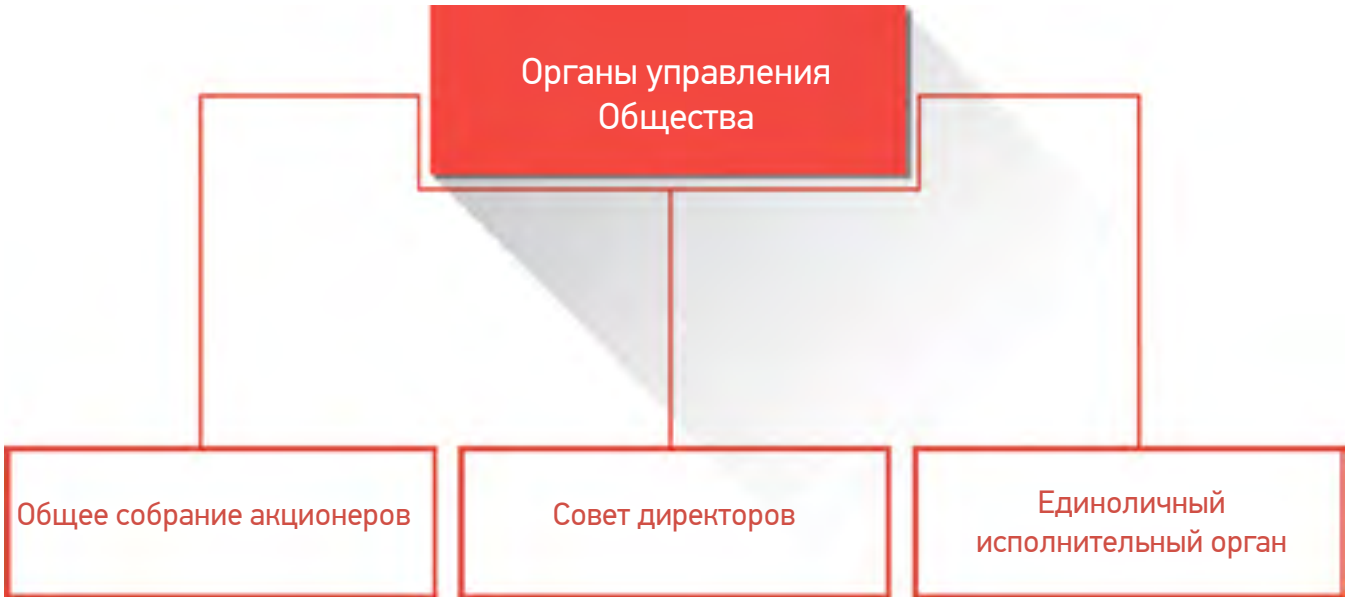 Органы управления
Общества
Общее собрание акционеров
Совет директоров
Единоличный
исполнительный орган